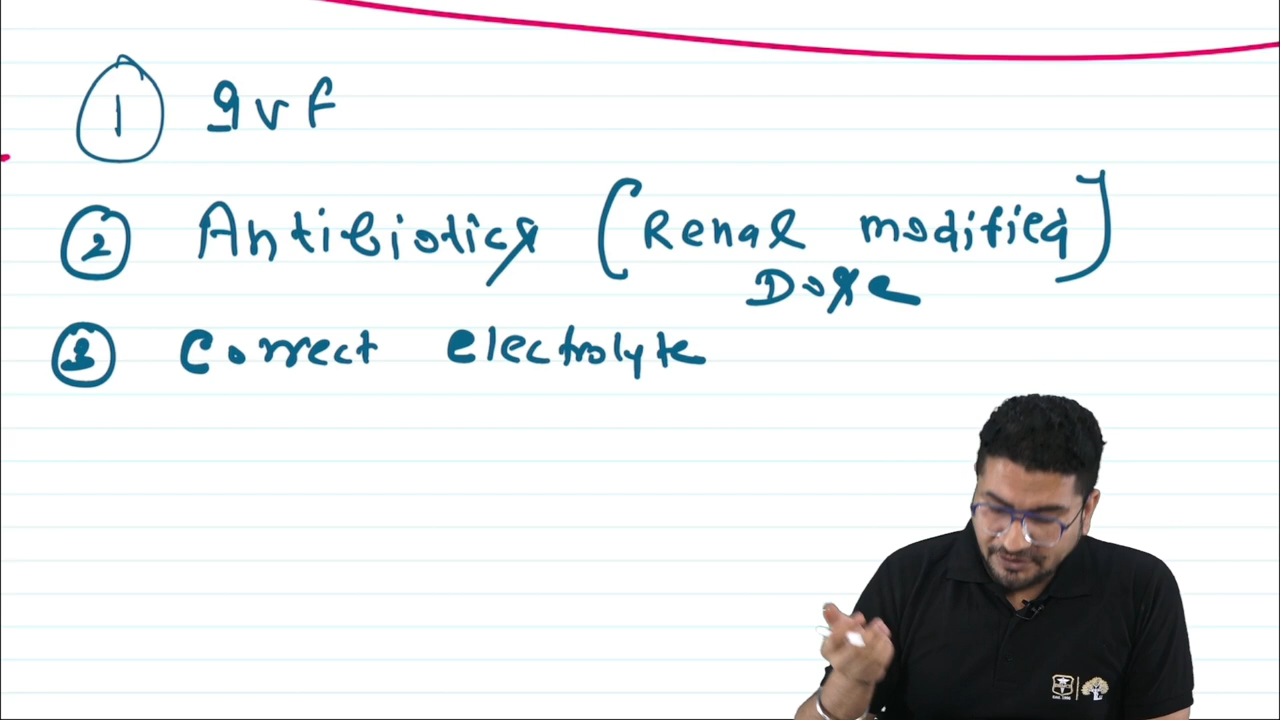 1 IVF
2 Antibiotics (Renal modified
Dose)
3 Correct electrolyte